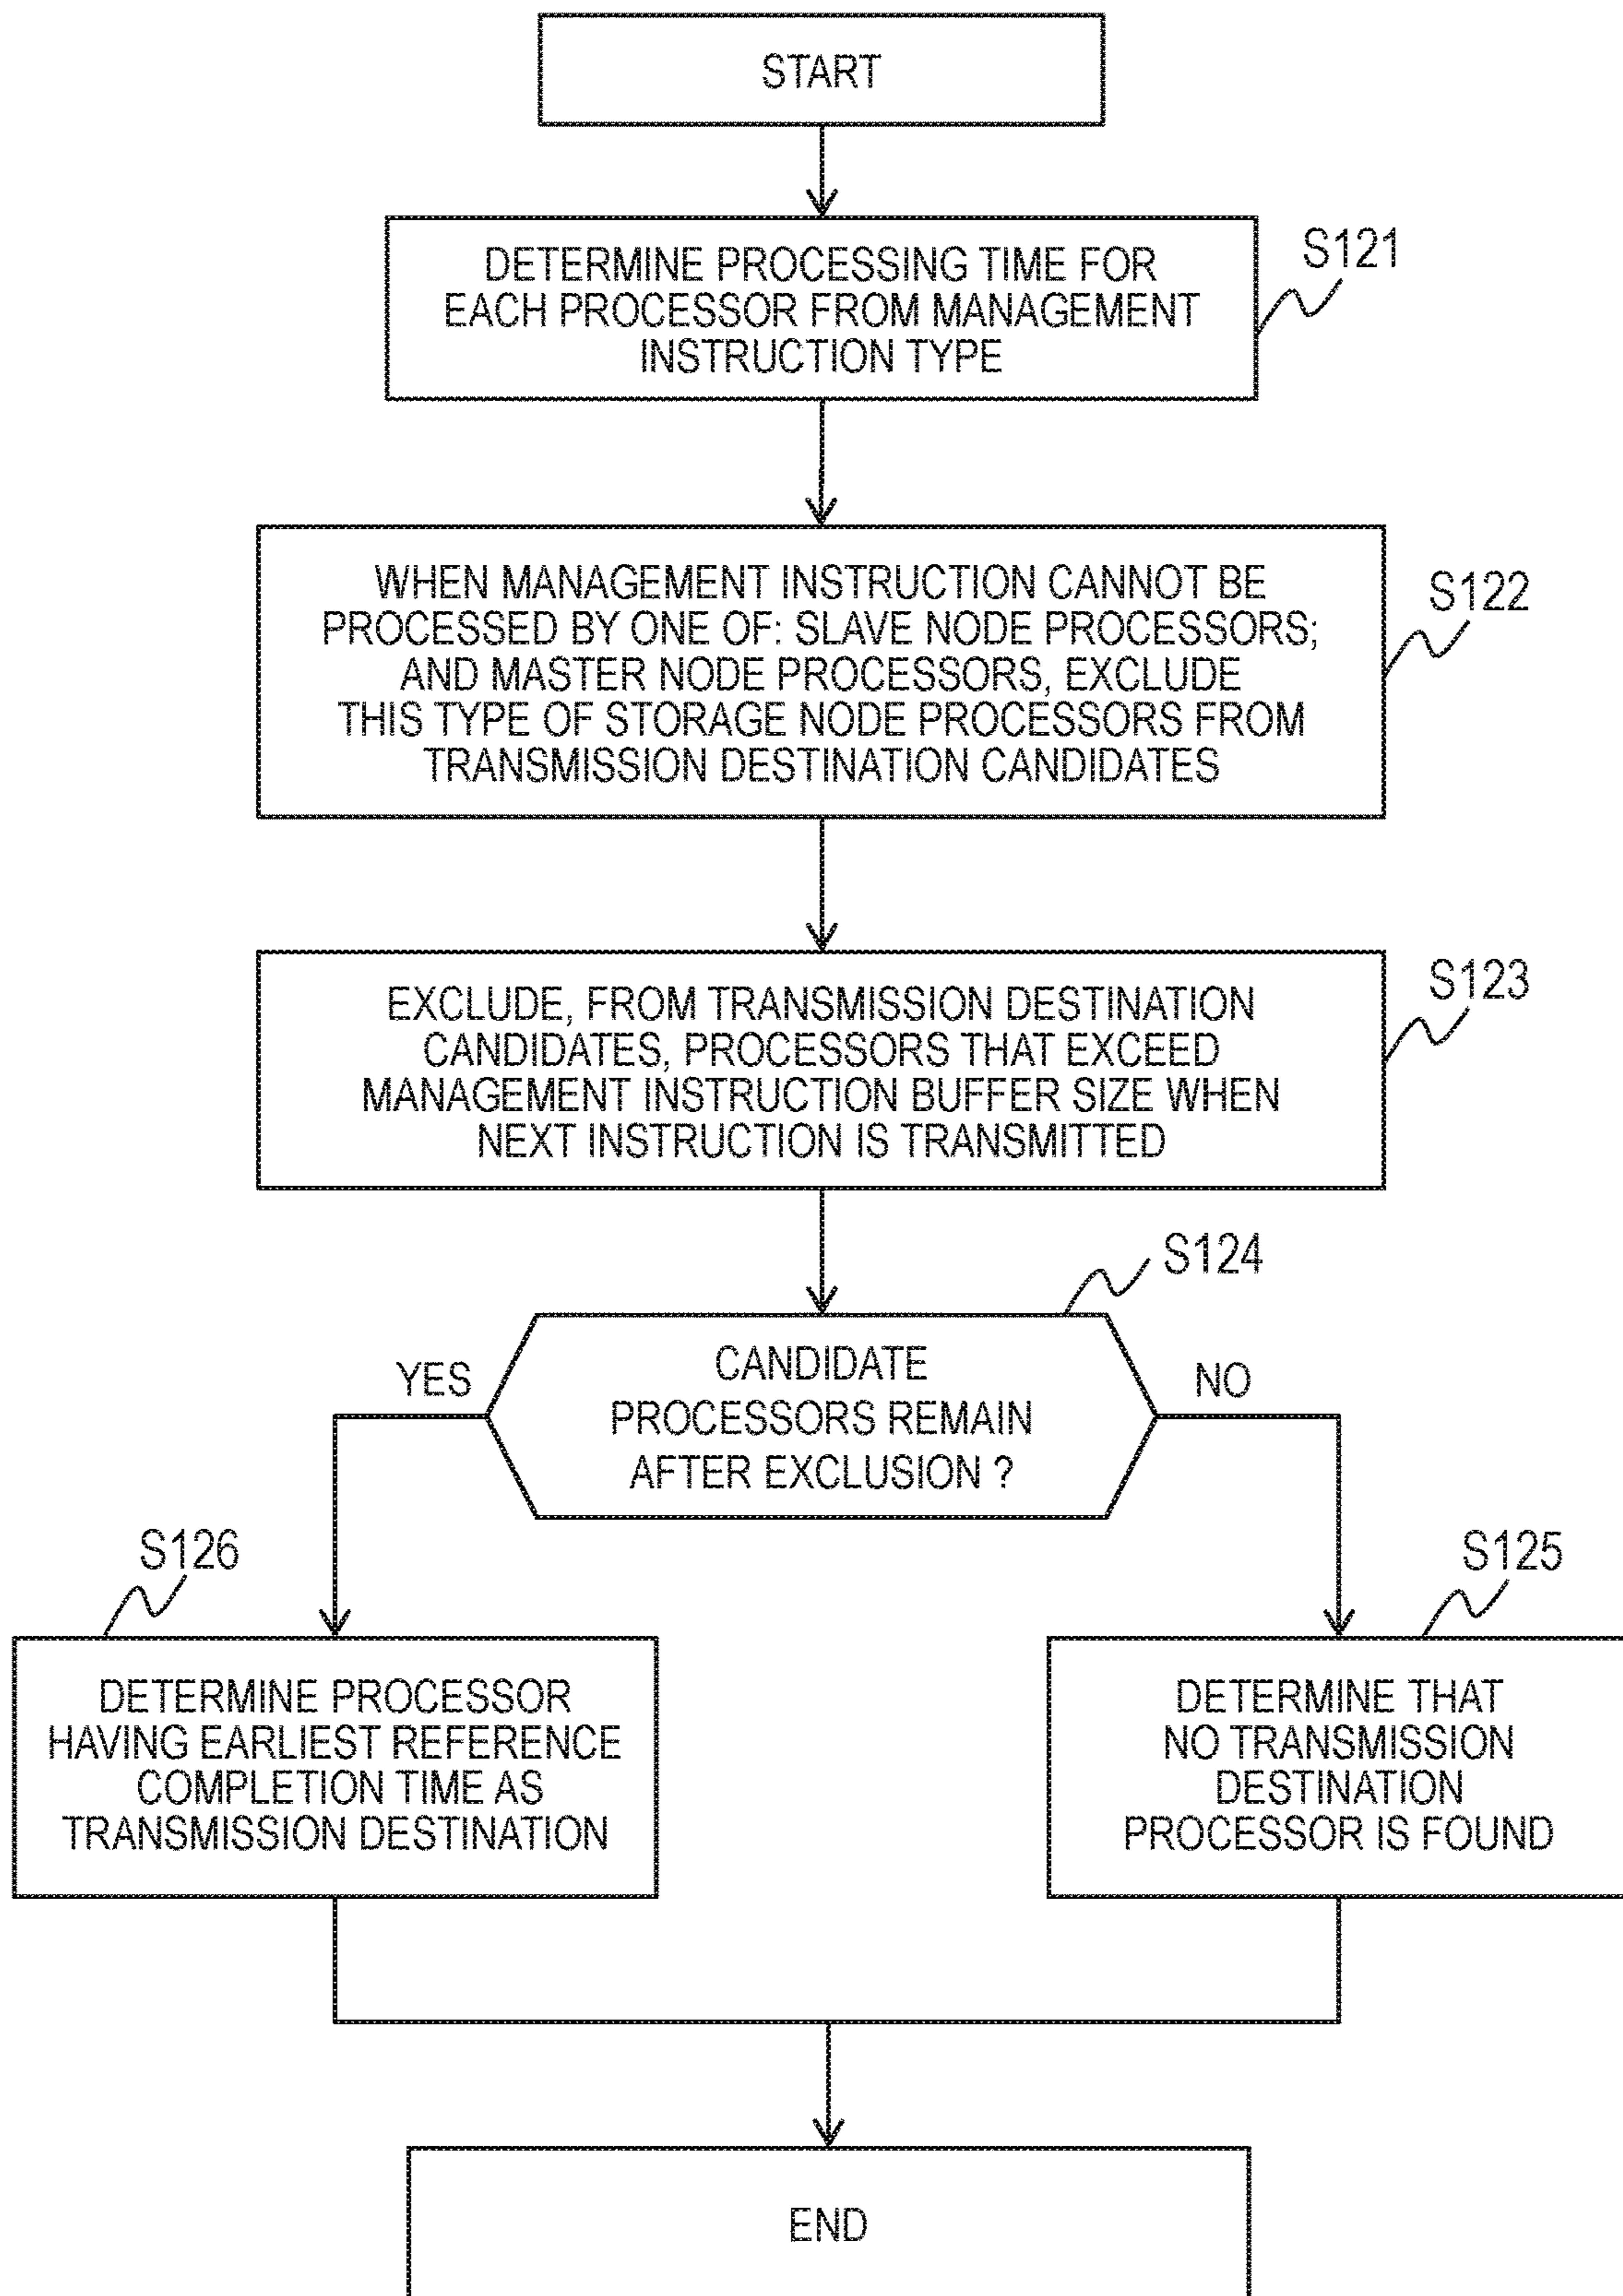 START
DETERMINE PROCESSING TIME FOR
EACH PROCESSOR FROM MANAGEMENT
INSTRUCTION TYPE
S121
WHEN MANAGEMENT INSTRUCTION CANNOT BE
PROCESSED BY ONE OF: SLAVE NODE PROCESSORS;
AND MASTER NODE PROCESSORS, EXCLUDE
THIS TYPE OF STORAGE NODE PROCESSORS FROM
TRANSMISSION DESTINATION CANDIDATES
S122
EXCLUDE, FROM TRANSMISSION DESTINATION
CANDIDATES, PROCESSORS THAT EXCEED
MANAGEMENT INSTRUCTION BUFFER SIZE WHEN
NEXT INSTRUCTION IS TRANSMITTED
S123
S124
CANDIDATE
PROCESSORS REMAIN
AFTER EXCLUSION ?
YES
NO
S126
DETERMINE PROCESSOR
HAVING EARLIEST REFERENCE
COMPLETION TIME AS
TRANSMISSION DESTINATION
S125
DETERMINE THAT
NO TRANSMISSION
DESTINATION
PROCESSOR IS FOUND
END